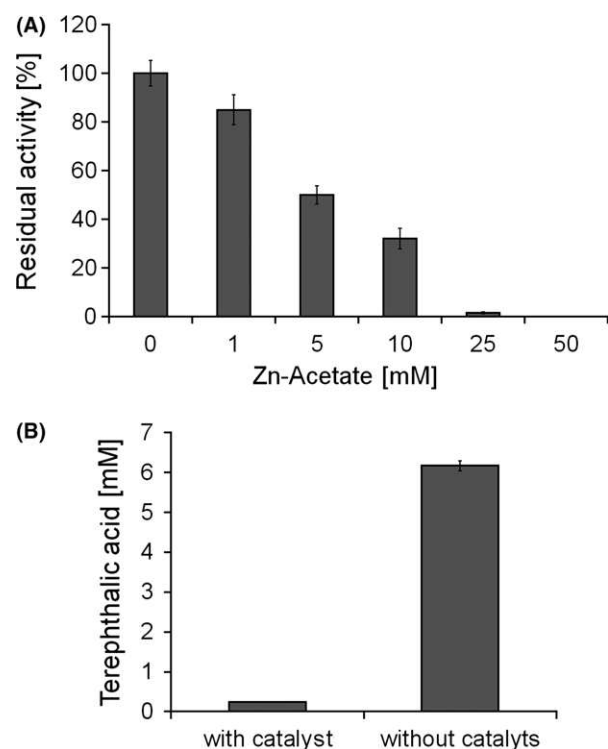 (A)
Residual activity [%]
120
100
80
60
40
20
0
0 1 5 10 25 50
Zn-Acetate [mM]
(B)
Terephthalic acid [mM]
7
6
5
4
3
2
1
0
with catalyst without catalyts